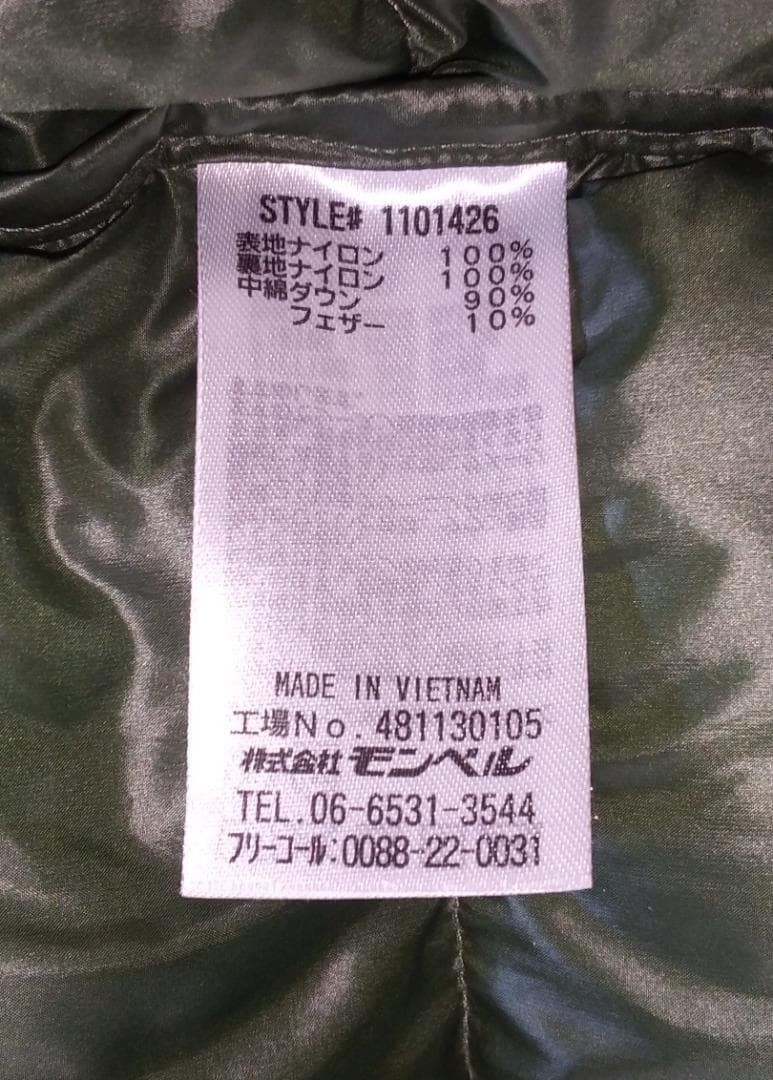 STYLE# 1101426
表地ナイロン 100%
裏地ナイロン 100%
中綿ダウン 90%
フェザー 10%
MADE IN VIETNAM
工場No.481130105
株式会社モンベル
TEL.06-6531-3544
フリーコール:0088-22-0031